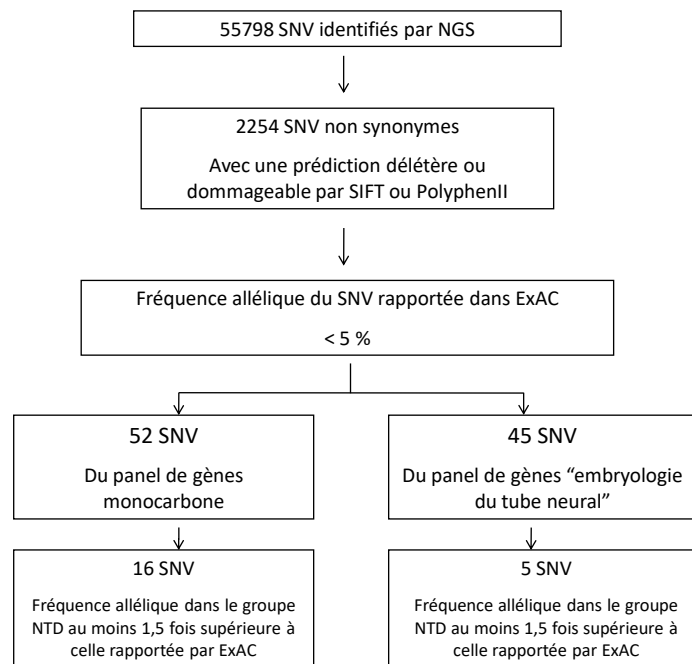 55798 SNV identifiés par NGS
2254 SNV non synonymes
Avec une prédiction délétère ou
dommageable par SIFT ou PolyphenII
Fréquence allélique du SNV rapportée dans ExAC
< 5 %
52 SNV
Du panel de gènes
monocarbone
45 SNV
Du panel de gènes “embryologie
du tube neural”
16 SNV
Fréquence allélique dans le groupe
NTD au moins 1,5 fois supérieure à
celle rapportée par ExAC
5 SNV
Fréquence allélique dans le groupe
NTD au moins 1,5 fois supérieure à
celle rapportée par ExAC